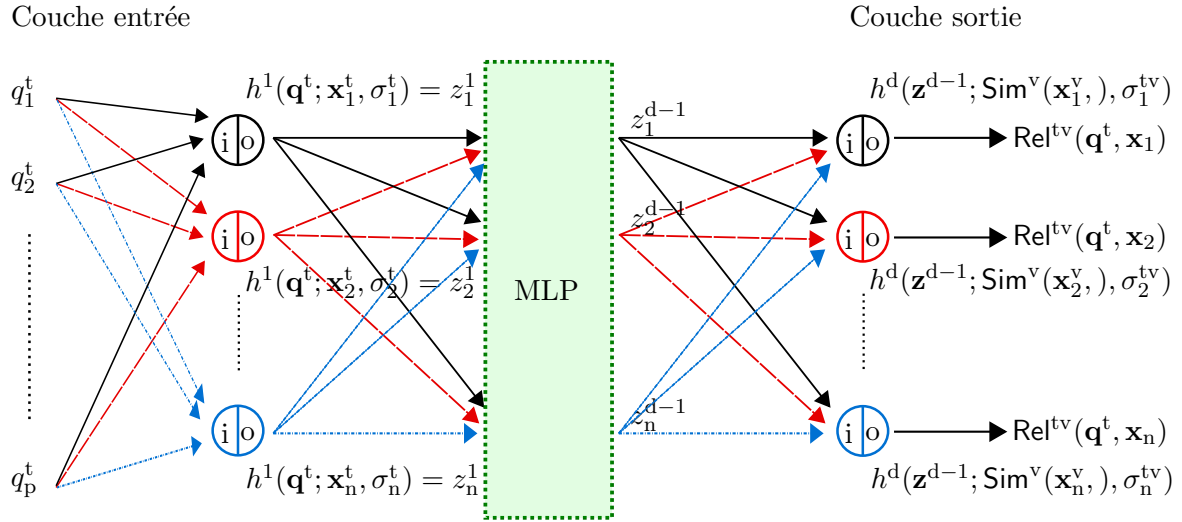 Couche entrée
Couche sortie
q₁ᵗ
h¹(𝐪ᵗ; 𝐱₁ᵗ, σ₁ᵗ) = z₁¹
hᵈ(𝐳ᵈ⁻¹; Simᵛ(𝐱₁ᵛ, ), σ₁ᵗᵛ)
i o
z₁ᵈ⁻¹
i o
Relᵗᵛ(𝐪ᵗ, 𝐱₁)
q₂ᵗ
i o
z₂ᵈ⁻¹
i o
Relᵗᵛ(𝐪ᵗ, 𝐱₂)
h¹(𝐪ᵗ; 𝐱₂ᵗ, σ₂ᵗ) = z₂¹
MLP
hᵈ(𝐳ᵈ⁻¹; Simᵛ(𝐱₂ᵛ, ), σ₂ᵗᵛ)
i o
zₙᵈ⁻¹
i o
Relᵗᵛ(𝐪ᵗ, 𝐱ₙ)
qₚᵗ
h¹(𝐪ᵗ; 𝐱ₙᵗ, σₙᵗ) = zₙ¹
hᵈ(𝐳ᵈ⁻¹; Simᵛ(𝐱ₙᵛ, ), σₙᵗᵛ)